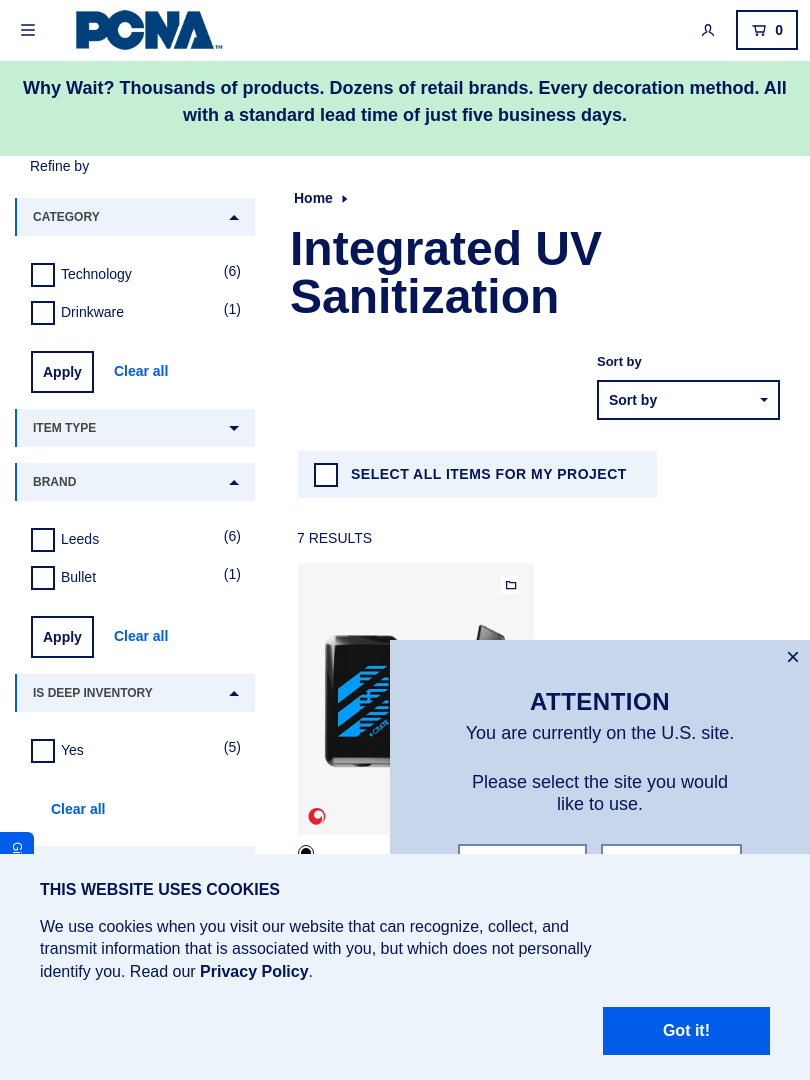 PCNA™
0
Why Wait? Thousands of products. Dozens of retail brands. Every decoration method. All
with a standard lead time of just five business days.
Refine by
Home
CATEGORY
Integrated UV
Sanitization
Technology (6)
Drinkware (1)
Sort by
Apply Clear all
Sort by
ITEM TYPE
BRAND
SELECT ALL ITEMS FOR MY PROJECT
Leeds (6)
7 RESULTS
Bullet (1)
Apply Clear all
IS DEEP INVENTORY
ATTENTION
You are currently on the U.S. site.
Yes (5)
CRATE
Please select the site you would
like to use.
Clear all
THIS WEBSITE USES COOKIES
We use cookies when you visit our website that can recognize, collect, and
transmit information that is associated with you, but which does not personally
identify you. Read our Privacy Policy.
Got it!